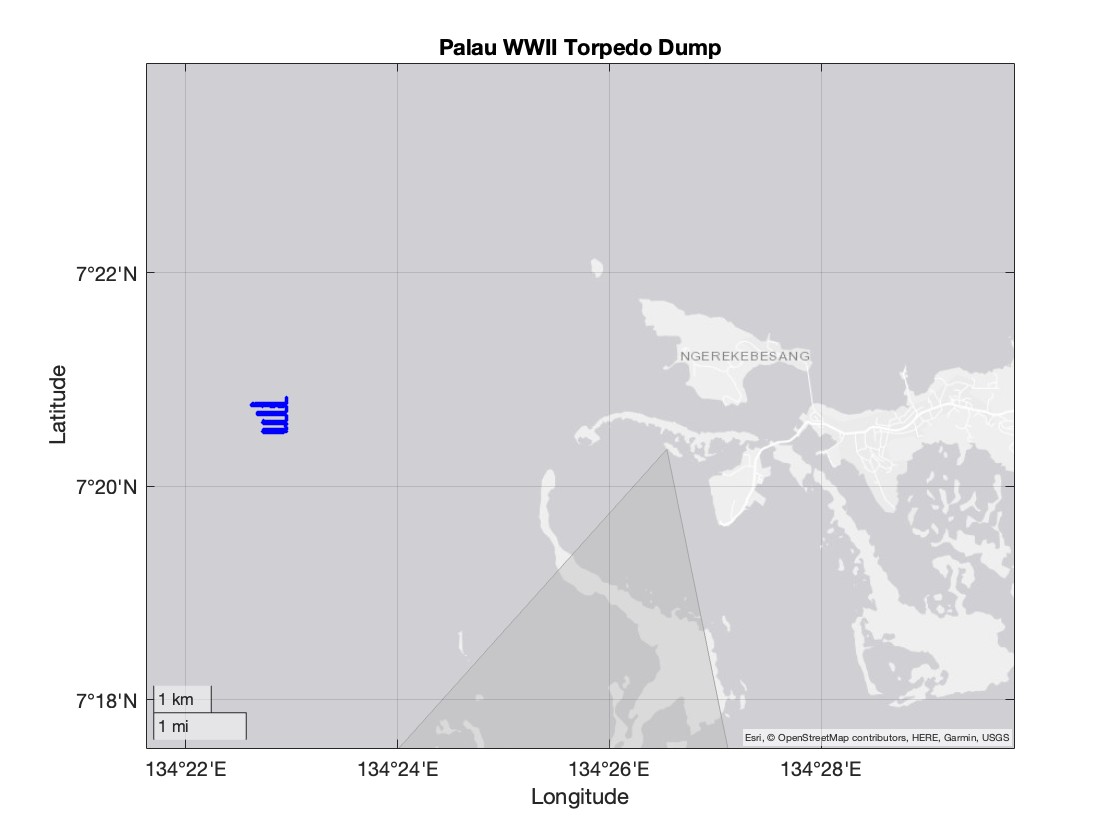 Palau WWII Torpedo Dump
7°22'N
NGEREKEBESANG
Latitude
7°20'N
7°18'N
1 km
1 mi
Esri, © OpenStreetMap contributors, HERE, Garmin, USGS
134°22'E 134°24'E 134°26'E 134°28'E
Longitude